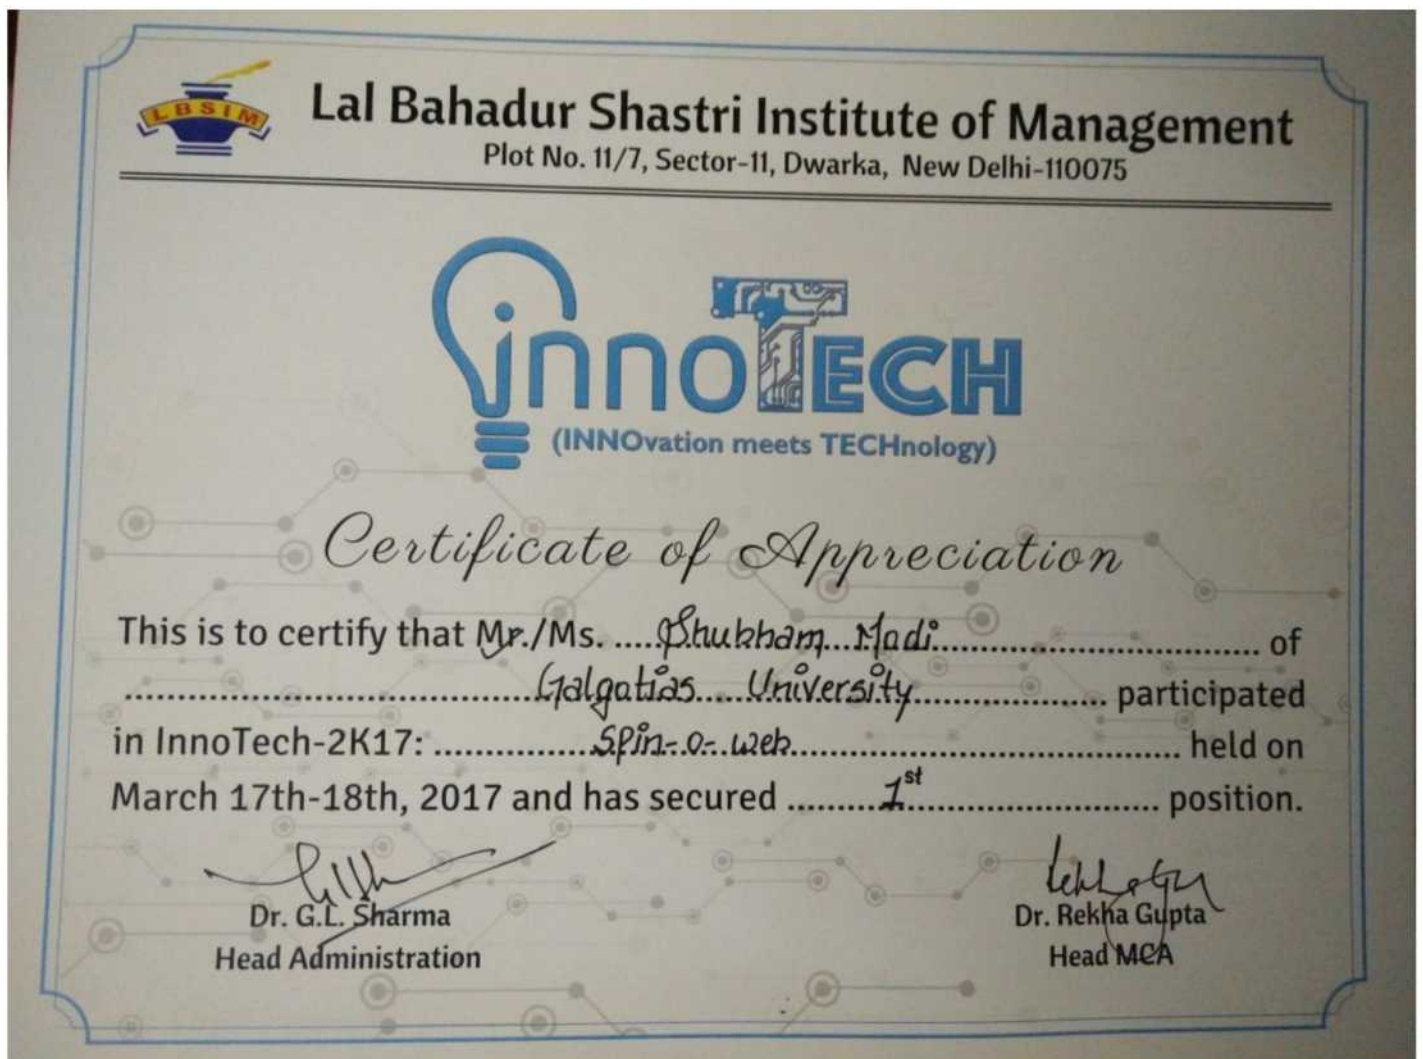 LBSIM
Lal Bahadur Shastri Institute of Management
Plot No. 11/7, Sector-11, Dwarka, New Delhi-110075
innoTECH
(INNOvation meets TECHnology)
Certificate of Appreciation
This is to certify that Mr./Ms. .....Shubham...Modi................................. of
..........................................Galgotias.....University.................... participated
in InnoTech-2K17: ................Spin-o-web....................................... held on
March 17th-18th, 2017 and has secured .........1st......................... position.
Dr. G.L. Sharma
Head Administration
Dr. Rekha Gupta
Head MCA